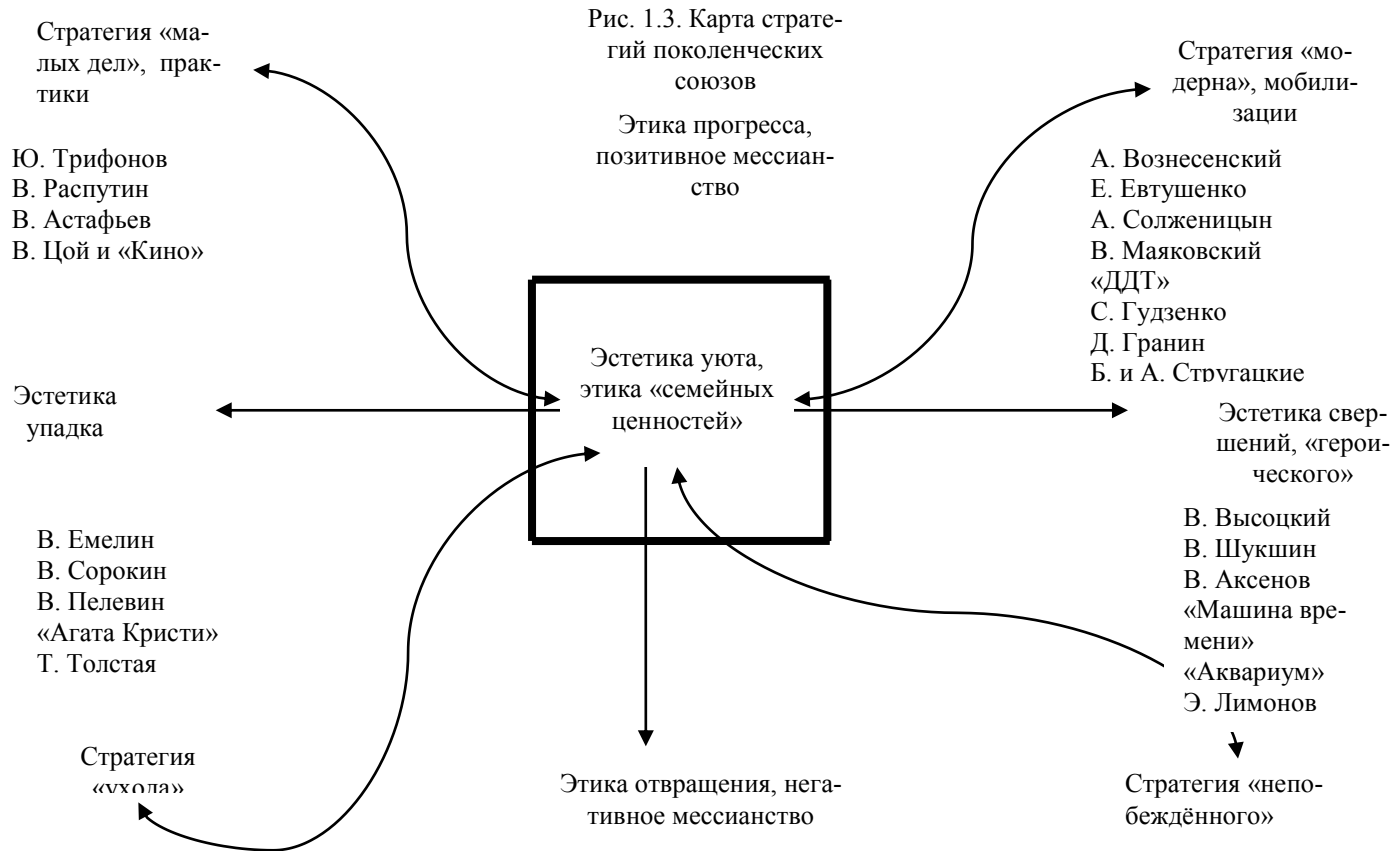 Рис. 1.3. Карта страте-
гий поколенческих
союзов
Стратегия «ма-
лых дел», прак-
тики
Стратегия «мо-
дерна», мобили-
зации
Этика прогресса,
позитивное мессиан-
ство
Ю. Трифонов
В. Распутин
В. Астафьев
В. Цой и «Кино»
А. Вознесенский
Е. Евтушенко
А. Солженицын
В. Маяковский
«ДДТ»
С. Гудзенко
Д. Гранин
Б. и А. Стругацкие
Эстетика
упадка
Эстетика уюта,
этика «семейных
ценностей»
Эстетика свер-
шений, «герои-
ческого»
В. Емелин
В. Сорокин
В. Пелевин
«Агата Кристи»
Т. Толстая
В. Высоцкий
В. Шукшин
В. Аксенов
«Машина вре-
мени»
«Аквариум»
Э. Лимонов
Стратегия
«ухода»
Этика отвращения, нега-
тивное мессианство
Стратегия «непо-
беждённого»